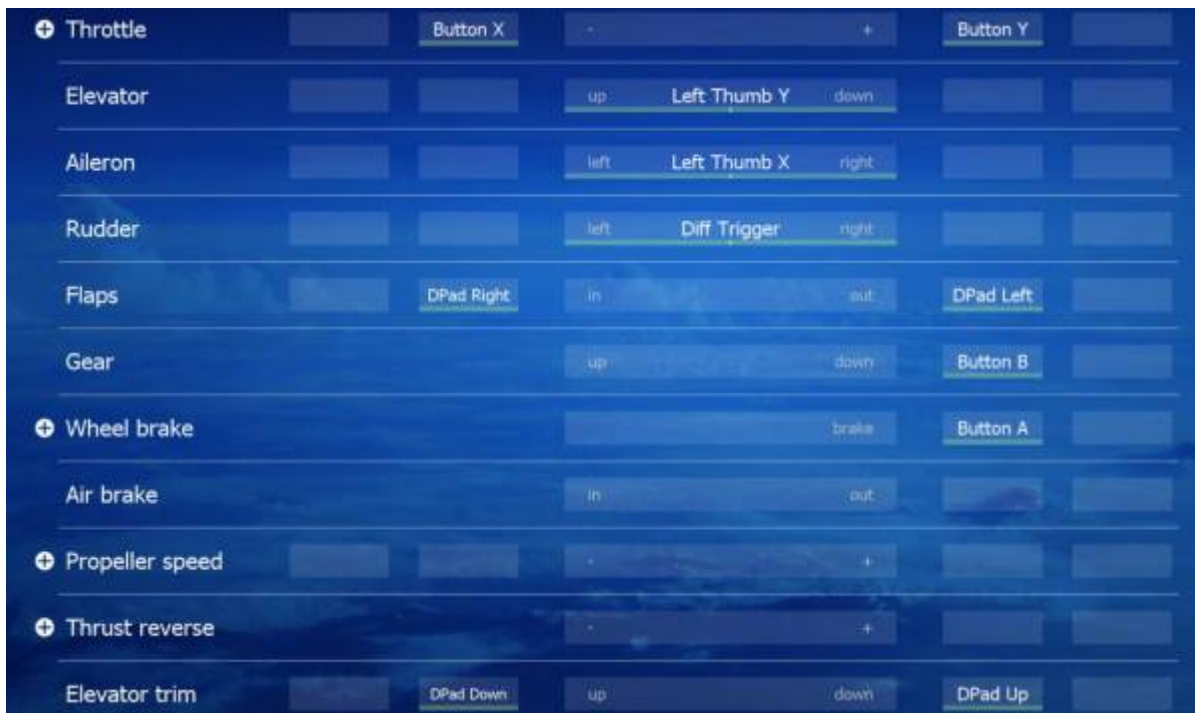 Throttle Button X - + Button Y
Elevator up Left Thumb Y down
Aileron left Left Thumb X right
Rudder left Diff Trigger right
Flaps DPad Right in out DPad Left
Gear up down Button B
Wheel brake brake Button A
Air brake in out
Propeller speed - +
Thrust reverse - +
Elevator trim DPad Down up down DPad Up